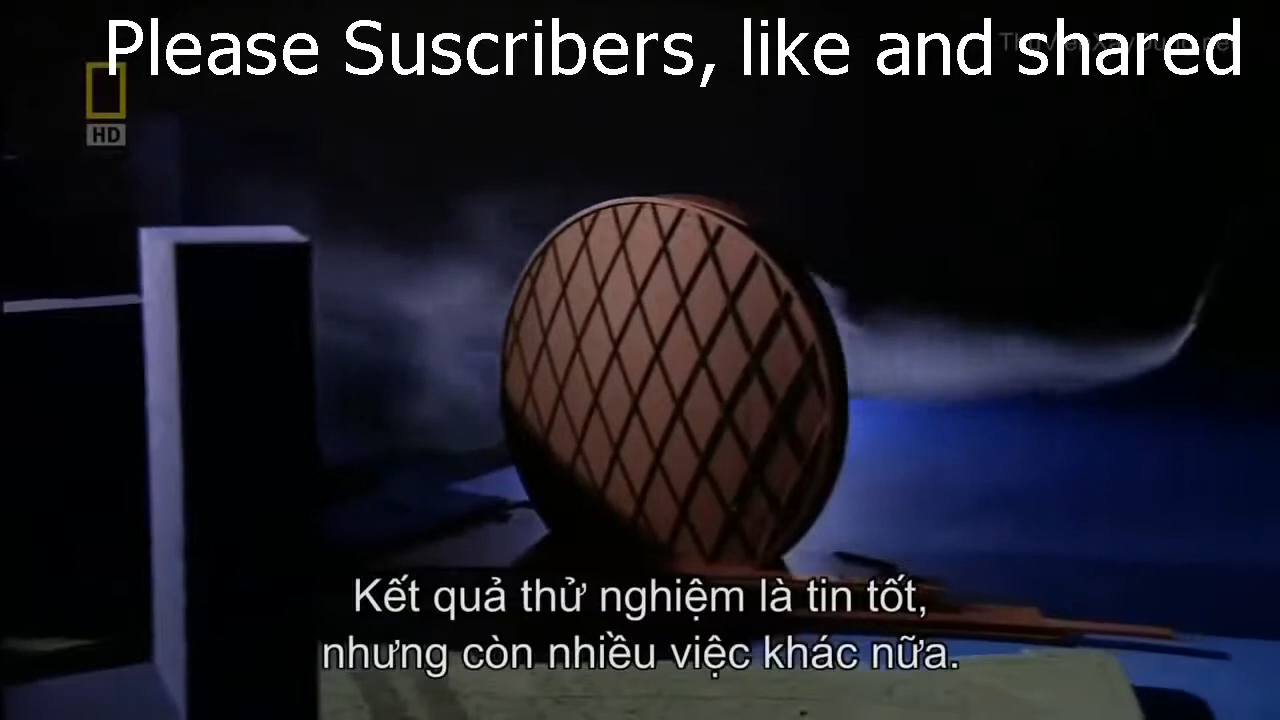 Please Suscribers, like and shared
HD
Kết quả thử nghiệm là tin tốt,
nhưng còn nhiều việc khác nữa.